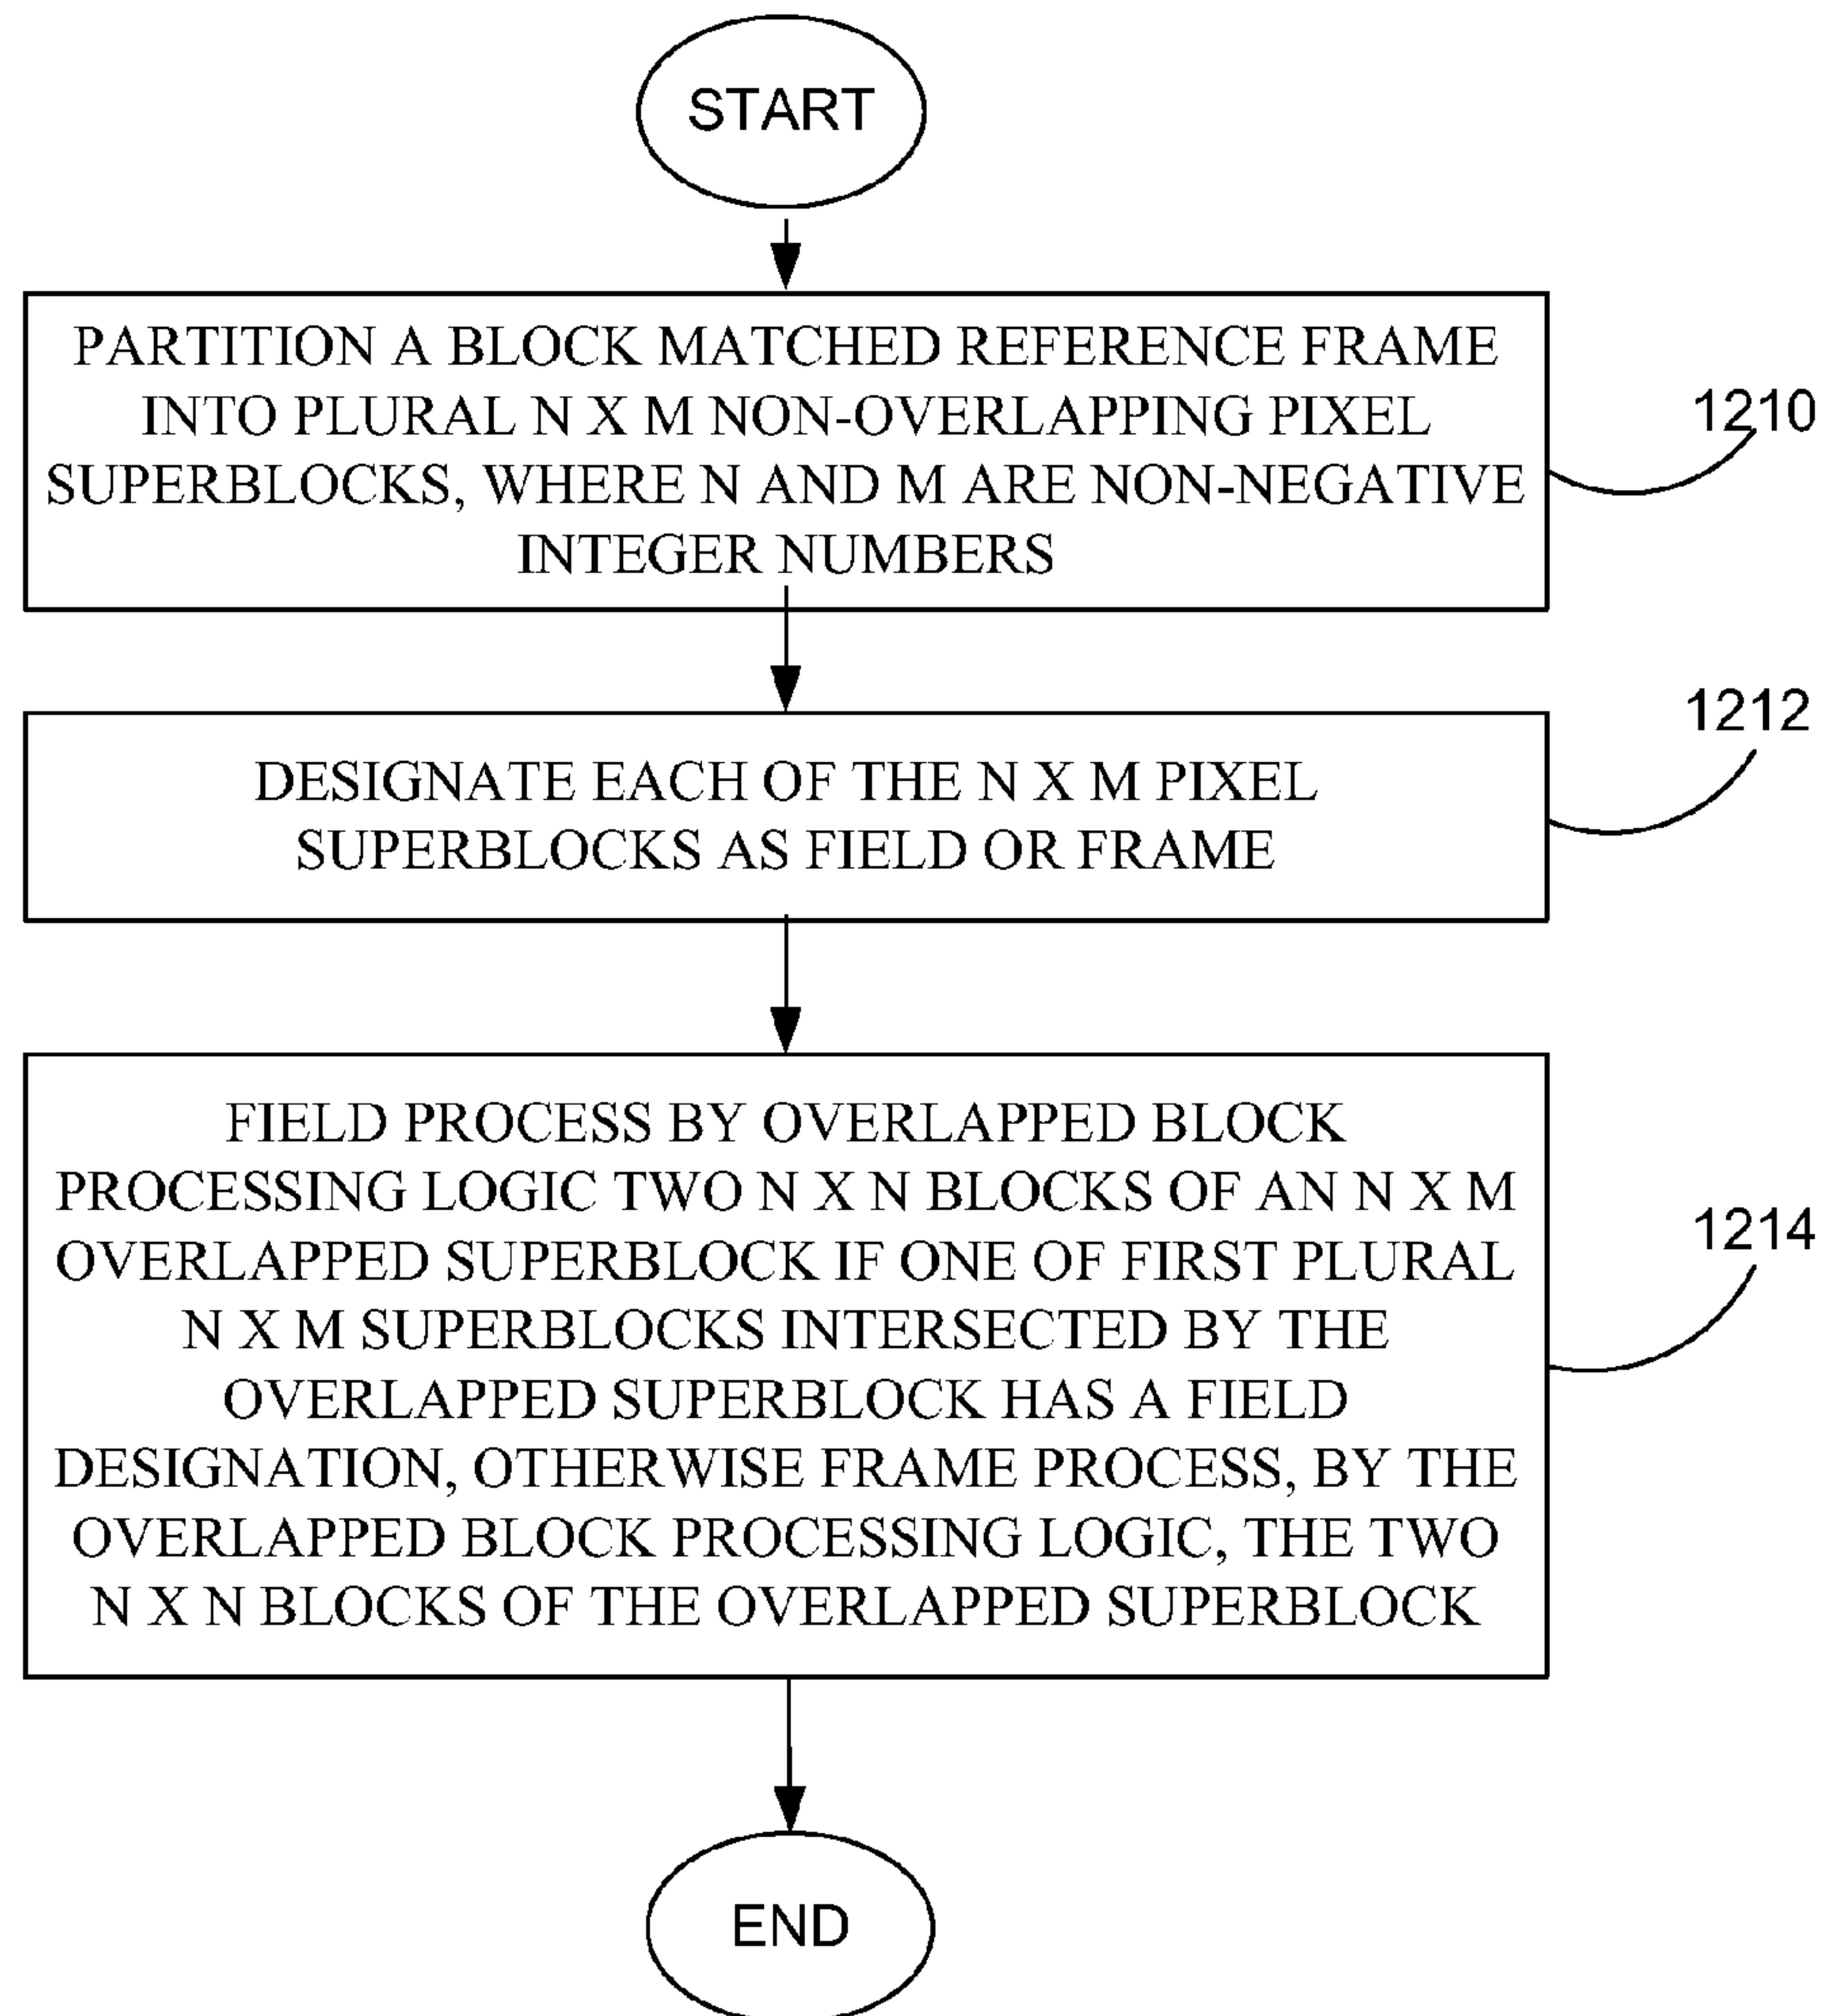 START
PARTITION A BLOCK MATCHED REFERENCE FRAME
INTO PLURAL N X M NON-OVERLAPPING PIXEL
SUPERBLOCKS, WHERE N AND M ARE NON-NEGATIVE
INTEGER NUMBERS
1210
DESIGNATE EACH OF THE N X M PIXEL
SUPERBLOCKS AS FIELD OR FRAME
1212
FIELD PROCESS BY OVERLAPPED BLOCK
PROCESSING LOGIC TWO N X N BLOCKS OF AN N X M
OVERLAPPED SUPERBLOCK IF ONE OF FIRST PLURAL
N X M SUPERBLOCKS INTERSECTED BY THE
OVERLAPPED SUPERBLOCK HAS A FIELD
DESIGNATION, OTHERWISE FRAME PROCESS, BY THE
OVERLAPPED BLOCK PROCESSING LOGIC, THE TWO
N X N BLOCKS OF THE OVERLAPPED SUPERBLOCK
1214
END